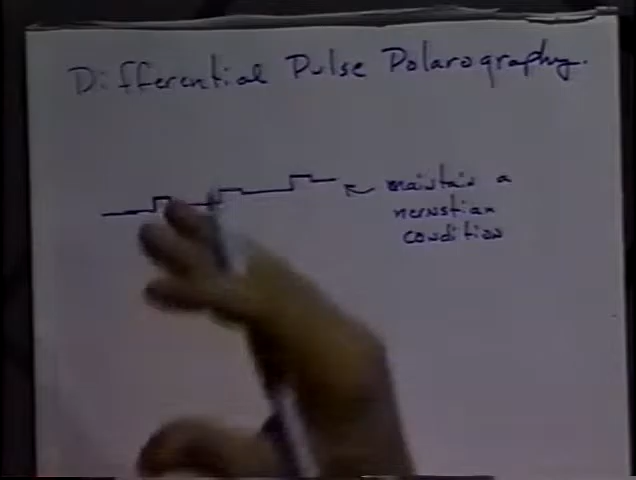 Differential Pulse Polarography.
maintain a
nernstian
condition